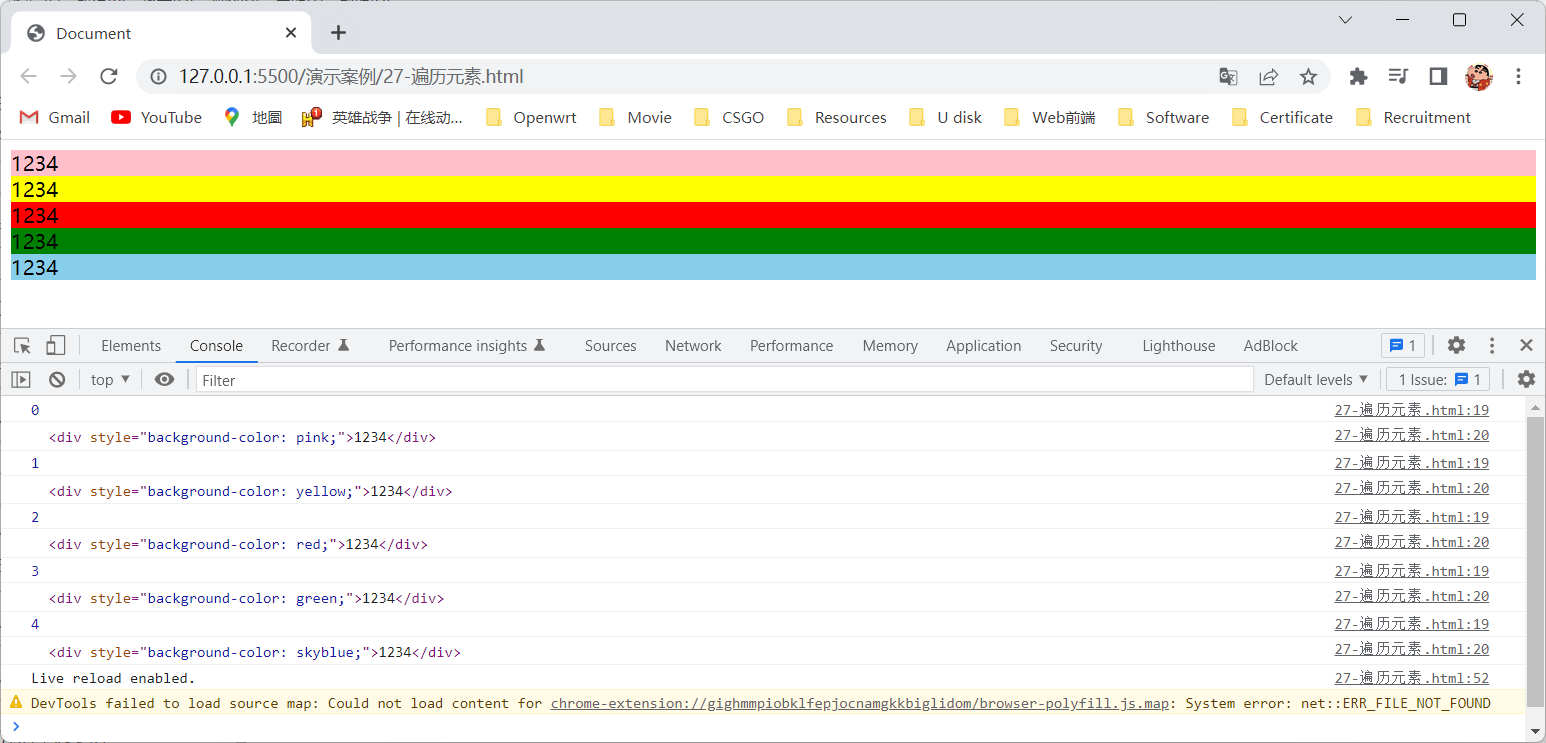 Document
127.0.0.1:5500/演示案例/27-遍历元素.html
Gmail YouTube 地圖 英雄战争 | 在线动... Openwrt Movie CSGO Resources U disk Web前端 Software Certificate Recruitment
1234
1234
1234
1234
1234
Elements Console Recorder Performance insights Sources Network Performance Memory Application Security Lighthouse AdBlock 1
top Filter Default levels 1 Issue: 1
0 27-遍历元素.html:19
<div style="background-color: pink;">1234</div> 27-遍历元素.html:20
1 27-遍历元素.html:19
<div style="background-color: yellow;">1234</div> 27-遍历元素.html:20
2 27-遍历元素.html:19
<div style="background-color: red;">1234</div> 27-遍历元素.html:20
3 27-遍历元素.html:19
<div style="background-color: green;">1234</div> 27-遍历元素.html:20
4 27-遍历元素.html:19
<div style="background-color: skyblue;">1234</div> 27-遍历元素.html:20
Live reload enabled. 27-遍历元素.html:52
DevTools failed to load source map: Could not load content for chrome-extension://gighmmpiobklfepjocnamgkkbiglidom/browser-polyfill.js.map: System error: net::ERR_FILE_NOT_FOUND